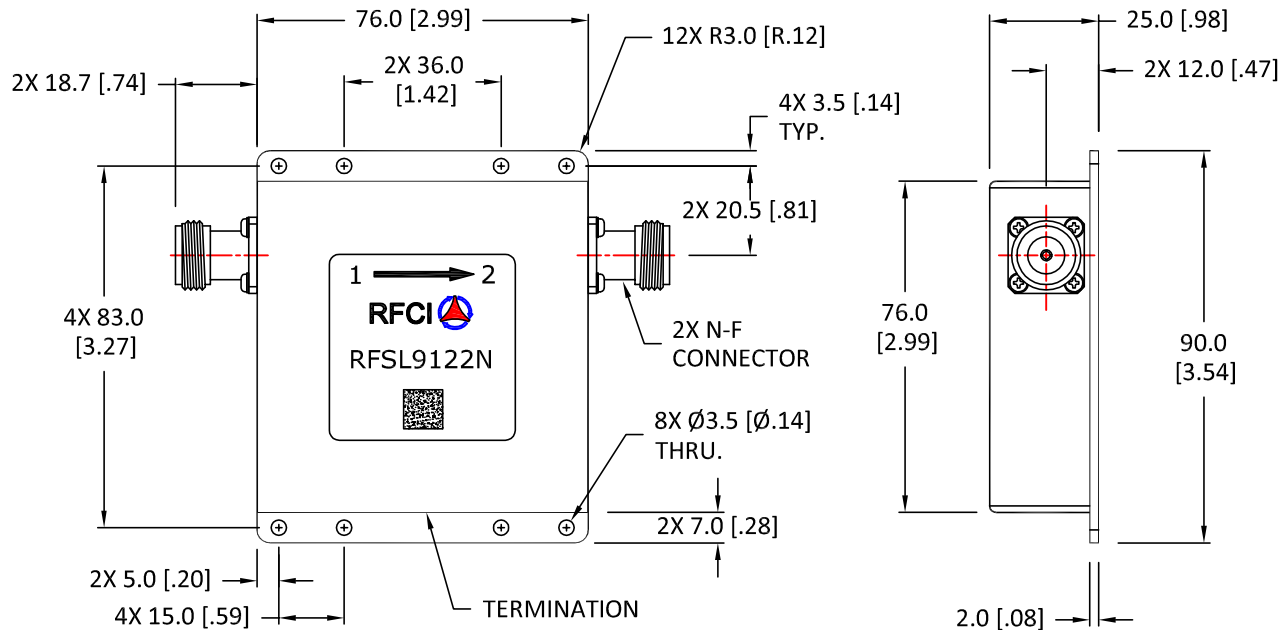 76.0 [2.99]
12X R3.0 [R.12]
25.0 [.98]
2X 18.7 [.74]
2X 36.0
[1.42]
2X 12.0 [.47]
4X 3.5 [.14]
TYP.
2X 20.5 [.81]
1
2
RFCI
RFSL9122N
4X 83.0
[3.27]
2X N-F
CONNECTOR
76.0
[2.99]
90.0
[3.54]
8X Ø3.5 [Ø.14]
THRU.
2X 7.0 [.28]
2X 5.0 [.20]
4X 15.0 [.59]
TERMINATION
2.0 [.08]